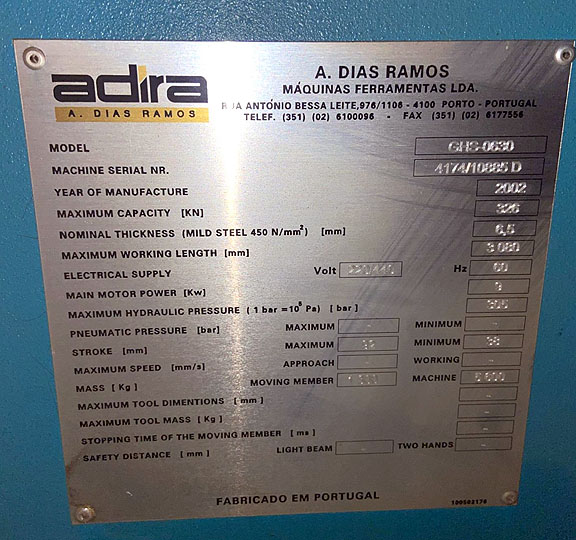 adira
A. DIAS RAMOS
A. DIAS RAMOS
MÁQUINAS FERRAMENTAS LDA.
RUA ANTÓNIO BESSA LEITE,976/1106 - 4100 PORTO - PORTUGAL
TELEF. (351) (02) 6100096 - FAX (351) (02) 6177556
MODEL GHS-0630
MACHINE SERIAL NR. 4174/10885 D
YEAR OF MANUFACTURE 2002
MAXIMUM CAPACITY [KN] 326
NOMINAL THICKNESS (MILD STEEL 450 N/mm²) [mm] 6,5
MAXIMUM WORKING LENGTH [mm] 3 080
ELECTRICAL SUPPLY Volt Hz 60
MAIN MOTOR POWER [Kw] 9
MAXIMUM HYDRAULIC PRESSURE ( 1 bar =10⁵ Pa) [ bar]
PNEUMATIC PRESSURE [bar] MAXIMUM - MINIMUM -
STROKE [mm] MAXIMUM MINIMUM
MAXIMUM SPEED [mm/s] APPROACH - WORKING -
MASS [ Kg ] MOVING MEMBER MACHINE
MAXIMUM TOOL DIMENTIONS [ mm ] -
MAXIMUM TOOL MASS [ Kg ] -
STOPPING TIME OF THE MOVING MEMBER [ ms ] -
SAFETY DISTANCE [ mm ] LIGHT BEAM - TWO HANDS -
FABRICADO EM PORTUGAL